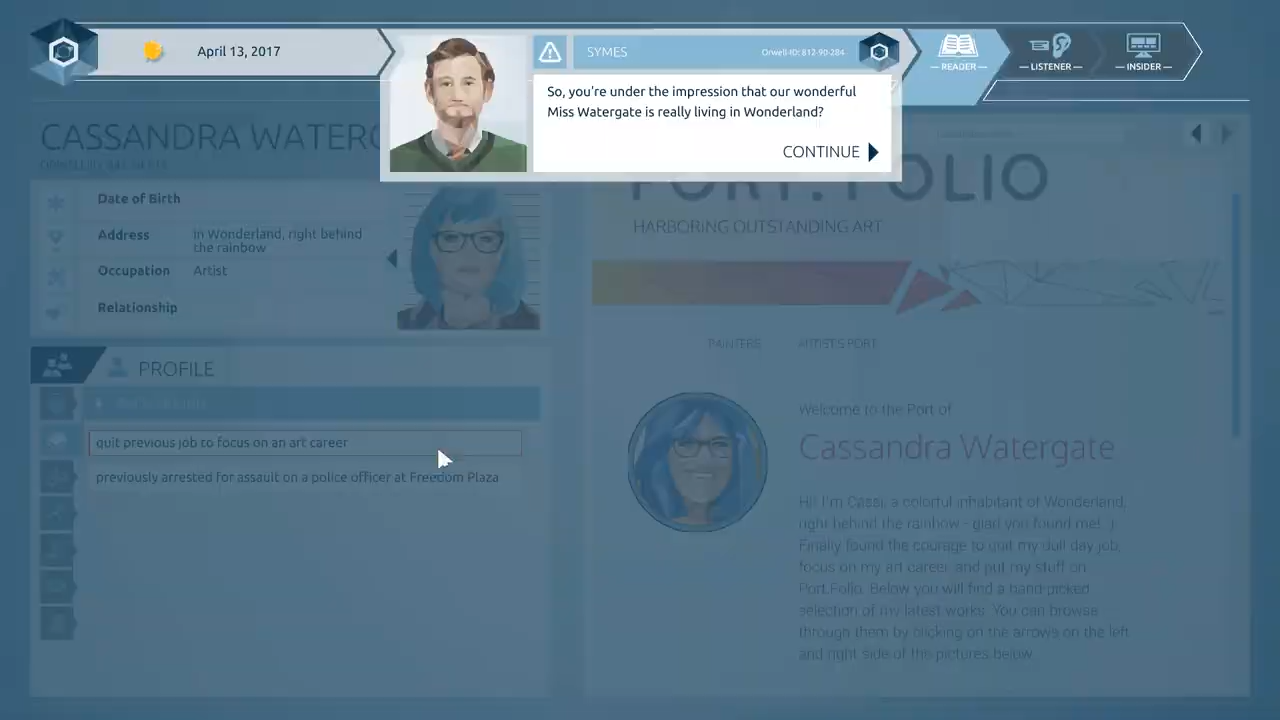 April 13, 2017
SYMES
Orwell-ID: 812-90-284
So, you're under the impression that our wonderful
Miss Watergate is really living in Wonderland?
CONTINUE
— READER —
— LISTENER —
— INSIDER —
CASSANDRA WATERG
Date of Birth
Address
in Wonderland, right behind
the rainbow
Occupation
Artist
Relationship
PROFILE
quit previous job to focus on an art career
previously arrested for assault on a police officer at Freedom Plaza
PORT.FOLIO
HARBORING OUTSTANDING ART
PAINTERS
ARTIST'S PORT
Welcome to the Port of
Cassandra Watergate
Hi! I'm Cassi, a colorful inhabitant of Wonderland,
right behind the rainbow - glad you found me! :)
Finally found the courage to quit my dull day job,
focus on my art career and put my stuff on
Port.Folio. Below you will find a hand-picked
selection of my latest works. You can browse
through them by clicking on the arrows on the left
and right side of the pictures below.